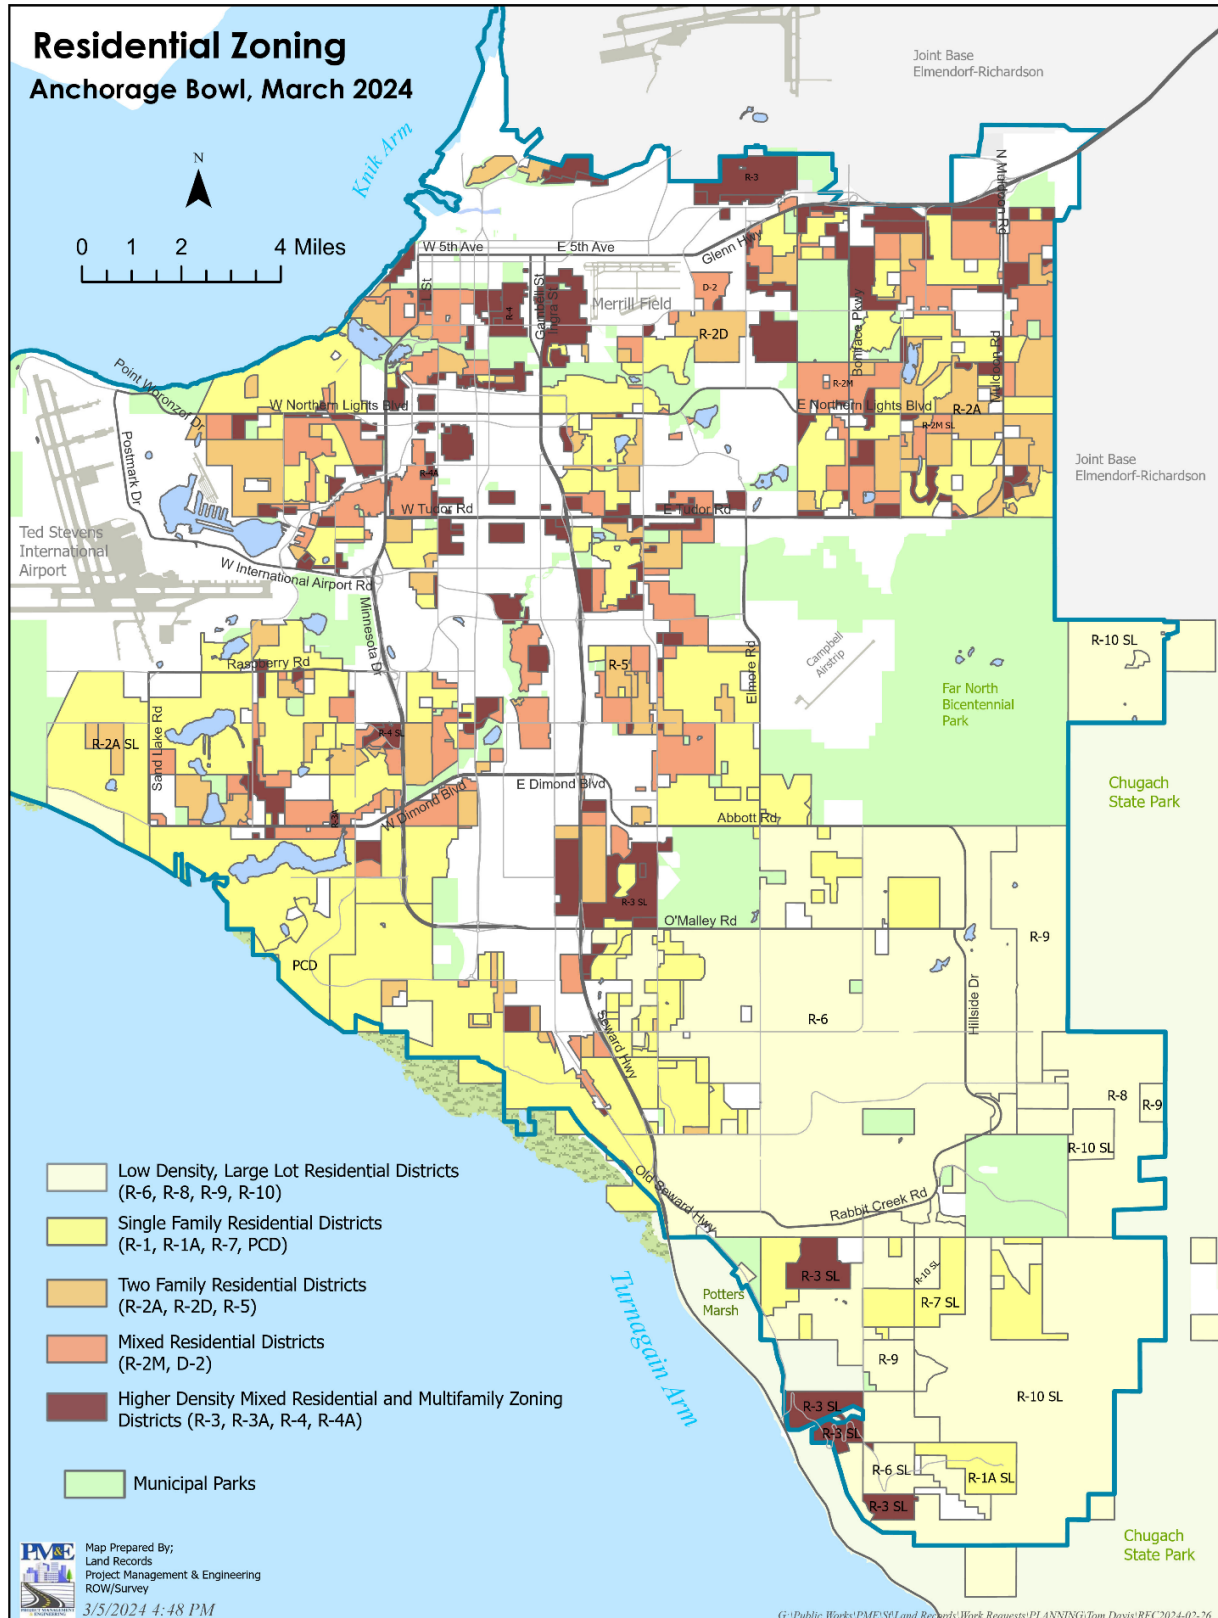 Residential Zoning
Anchorage Bowl, March 2024
N
0 1 2 4 Miles
Knik Arm
Joint Base
Elmendorf-Richardson
N Muldoon Rd
R-3
W 5th Ave
E 5th Ave
Glenn Hwy
L St
Gambell St
Ingra St
R-4
Merrill Field
D-2
R-2D
Boniface Pkwy
Muldoon Rd
R-2M
Point Woronzof Dr
W Northern Lights Blvd
E Northern Lights Blvd
R-2A
R-2M SL
Postmark Dr
R-4A
Joint Base
Elmendorf-Richardson
W Tudor Rd
E Tudor Rd
Ted Stevens
International
Airport
W International Airport Rd
Minnesota Dr
Raspberry Rd
R-5
Elmore Rd
Campbell
Airstrip
R-10 SL
Far North
Bicentennial
Park
Sand Lake Rd
R-2A SL
R-4 SL
E Dimond Blvd
W Dimond Blvd
R-3A
Abbott Rd
Chugach
State Park
R-3 SL
O'Malley Rd
PCD
R-9
Hillside Dr
R-6
Seward Hwy
R-8
R-9
R-10 SL
Old Seward Hwy
Rabbit Creek Rd
Low Density, Large Lot Residential Districts
(R-6, R-8, R-9, R-10)
Single Family Residential Districts
(R-1, R-1A, R-7, PCD)
Two Family Residential Districts
(R-2A, R-2D, R-5)
Mixed Residential Districts
(R-2M, D-2)
Higher Density Mixed Residential and Multifamily Zoning
Districts (R-3, R-3A, R-4, R-4A)
Municipal Parks
Turnagain Arm
Potters
Marsh
R-3 SL
R-10 SL
R-7 SL
R-9
R-10 SL
R-3 SL
R-3 SL
R-6 SL
R-1A SL
R-3 SL
Chugach
State Park
PM&E
PROJECT MANAGEMENT
& ENGINEERING
Map Prepared By;
Land Records
Project Management & Engineering
ROW/Survey
3/5/2024 4:48 PM